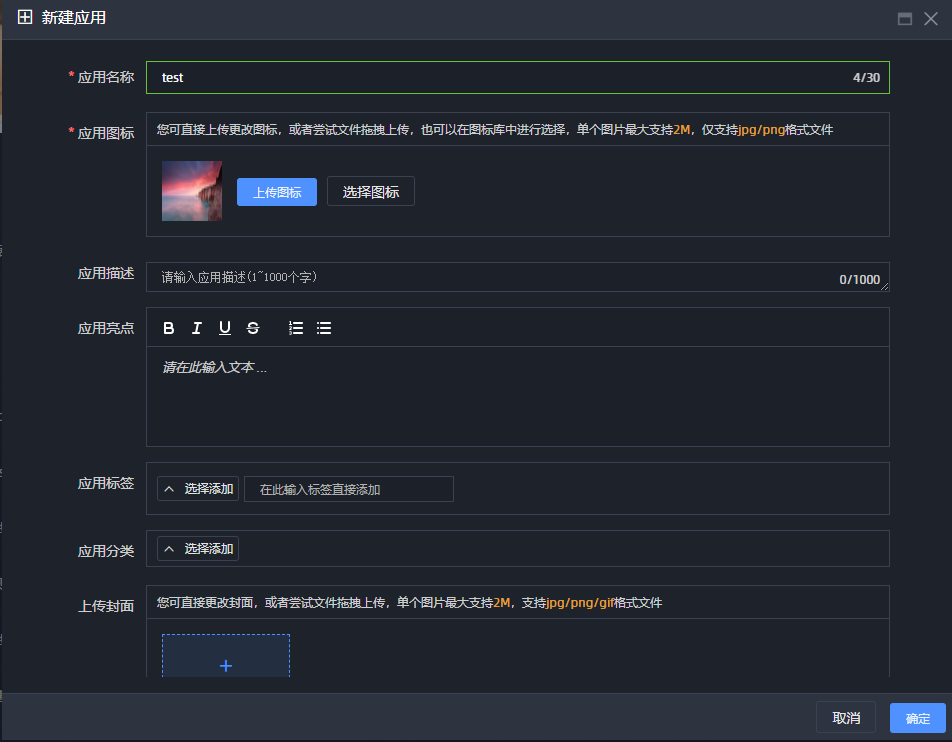 新建应用
* 应用名称 test 4/30
* 应用图标 您可直接上传更改图标，或者尝试文件拖拽上传，也可以在图标库中进行选择，单个图片最大支持2M，仅支持jpg/png格式文件
上传图标 选择图标
应用描述 请输入应用描述(1~1000个字) 0/1000
应用亮点 B I U S
请在此输入文本 ...
应用标签 选择添加 在此输入标签直接添加
应用分类 选择添加
上传封面 您可直接更改封面，或者尝试文件拖拽上传，单个图片最大支持2M，支持jpg/png/gif格式文件
+
取消 确定